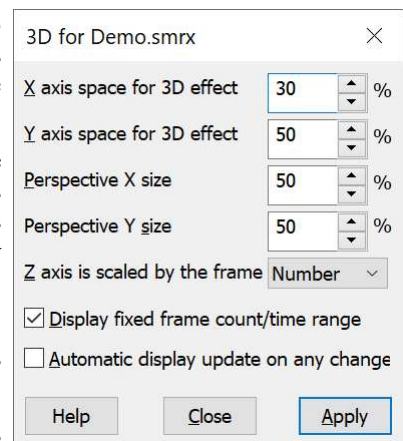 3D for Demo.smrx
X axis space for 3D effect 30 %
Y axis space for 3D effect 50 %
Perspective X size 50 %
Perspective Y size 50 %
Z axis is scaled by the frame Number
Display fixed frame count/time range
Automatic display update on any change
Help Close Apply